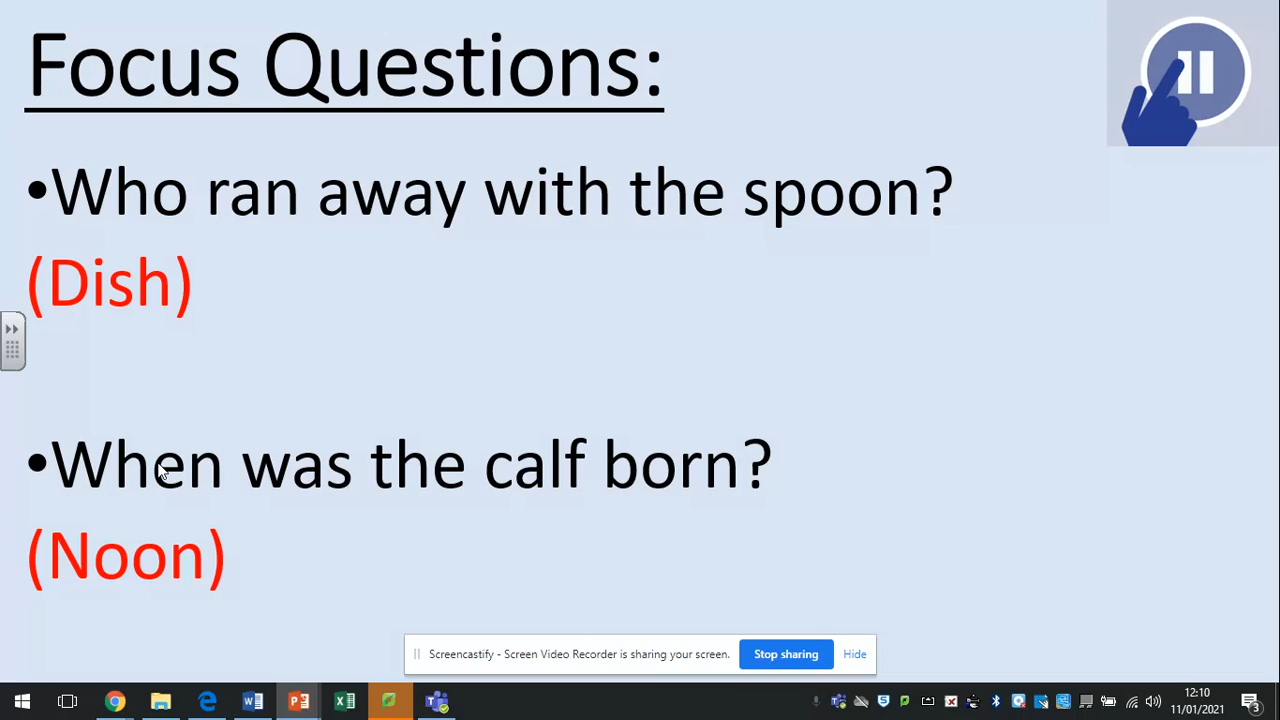 Focus Questions:
•Who ran away with the spoon?
(Dish)
•When was the calf born?
(Noon)
Screencastify - Screen Video Recorder is sharing your screen.
Stop sharing
Hide
12:10
11/01/2021
3